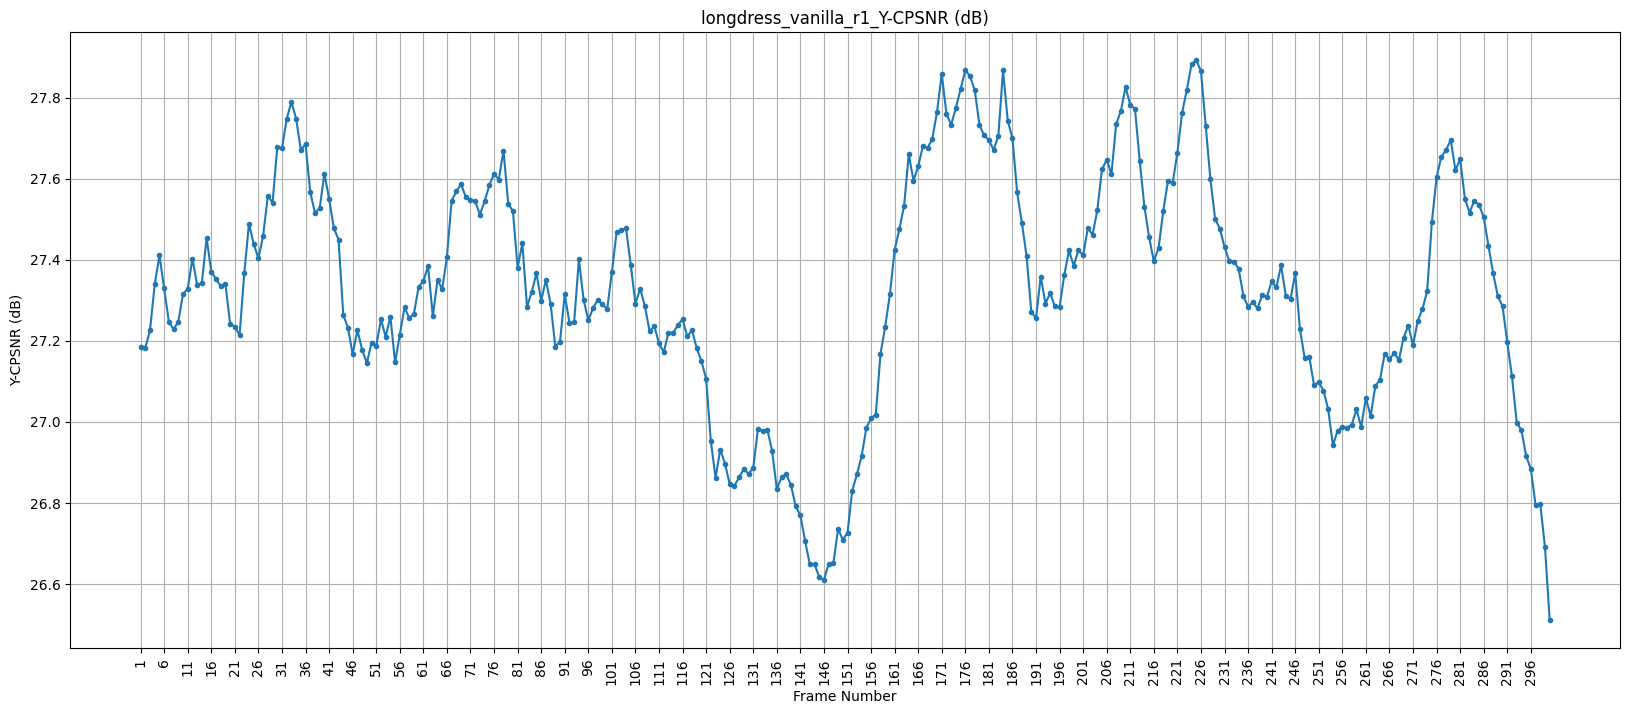 longdress_vanilla_r1_Y-CPSNR (dB)
27.8
27.6
27.4
27.2
27.0
26.8
26.6
Y-CPSNR (dB)
1 6 11 16 21 26 31 36 41 46 51 56 61 66 71 76 81 86 91 96 101 106 111 116 121 126 131 136 141 146 151 156 161 166 171 176 181 186 191 196 201 206 211 216 221 226 231 236 241 246 251 256 261 266 271 276 281 286 291 296
Frame Number